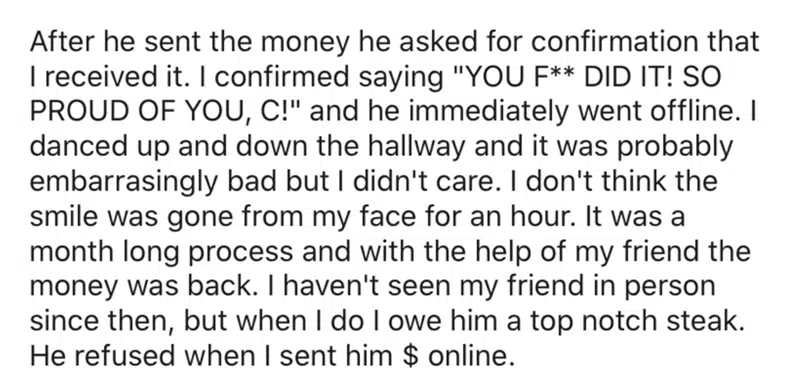 After he sent the money he asked for confirmation that
I received it. I confirmed saying "YOU F** DID IT! SO
PROUD OF YOU, C!" and he immediately went offline. I
danced up and down the hallway and it was probably
embarrasingly bad but I didn't care. I don't think the
smile was gone from my face for an hour. It was a
month long process and with the help of my friend the
money was back. I haven't seen my friend in person
since then, but when I do I owe him a top notch steak.
He refused when I sent him $ online.